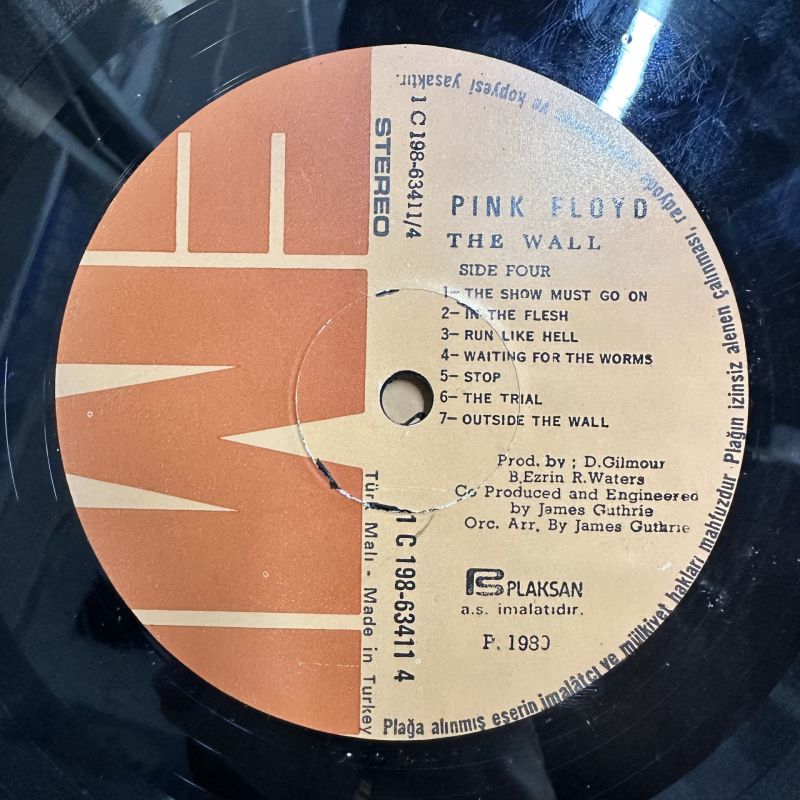 EMI
STEREO
1 C 198-63411/4
PINK FLOYD
THE WALL
SIDE FOUR
1- THE SHOW MUST GO ON
2- IN THE FLESH
3- RUN LIKE HELL
4- WAITING FOR THE WORMS
5- STOP
6- THE TRIAL
7- OUTSIDE THE WALL
Prod. by ; D.Gilmour
B.Ezrin R.Waters
Co Produced and Engineered
by James Guthrie
Orc. Arr. By James Guthrie
PLAKSAN
a.ş. imalatıdır.
P. 1980
1 C 198-63411 4
Türk Malı - Made in Turkey
Plağa alınmış eserin imalâtcı ve mülkiyet hakları mahfuzdur Plağın izinsiz alenen çalınması, radyoda ve kopyesi yasaktır.